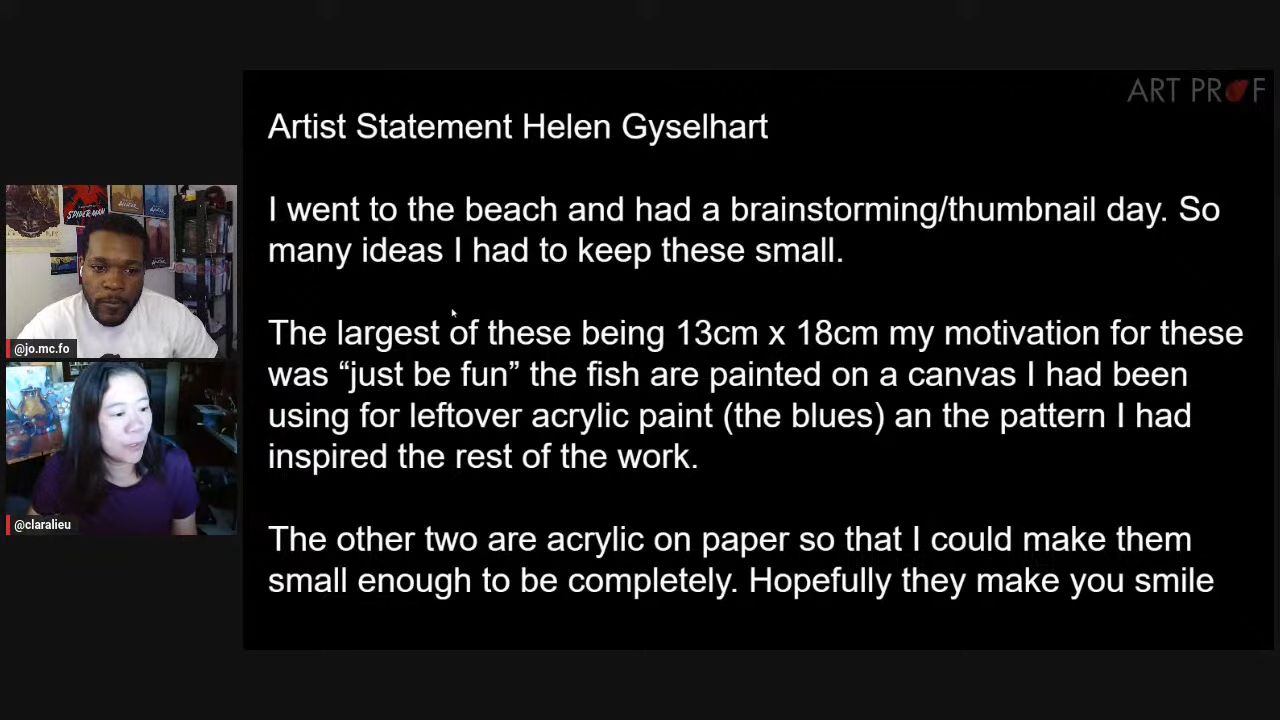 ART PROF
Artist Statement Helen Gyselhart
I went to the beach and had a brainstorming/thumbnail day. So
many ideas I had to keep these small.
The largest of these being 13cm x 18cm my motivation for these
was “just be fun” the fish are painted on a canvas I had been
using for leftover acrylic paint (the blues) an the pattern I had
inspired the rest of the work.
The other two are acrylic on paper so that I could make them
small enough to be completely. Hopefully they make you smile
SPIDER-MAN
@jo.mc.fo
@claralieu